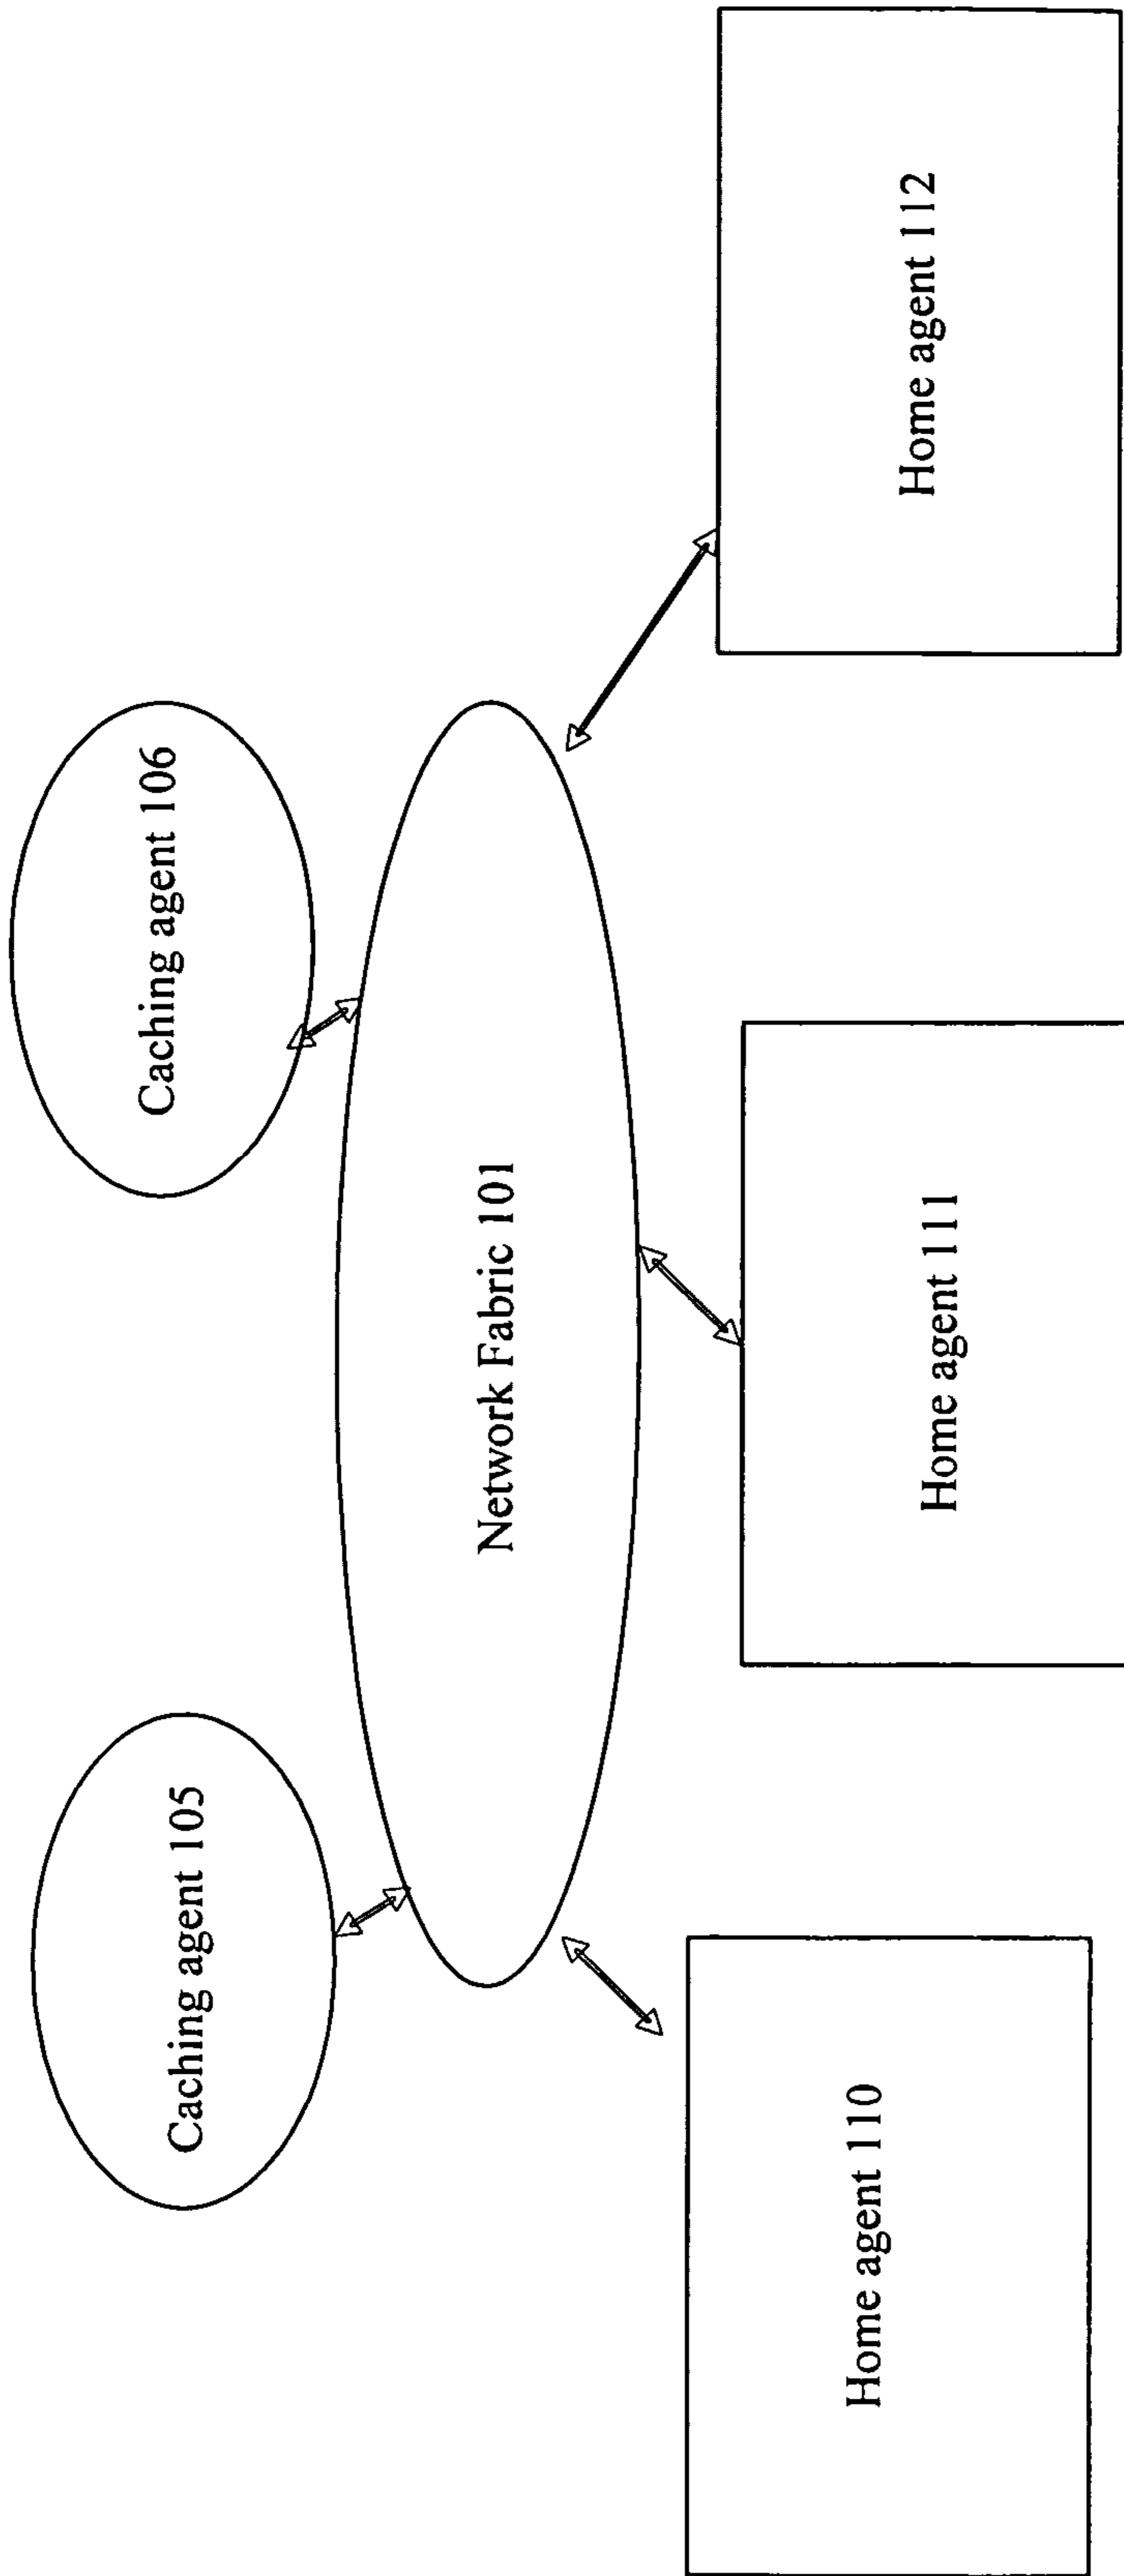 Caching agent 105
Caching agent 106
Network Fabric 101
Home agent 110
Home agent 111
Home agent 112